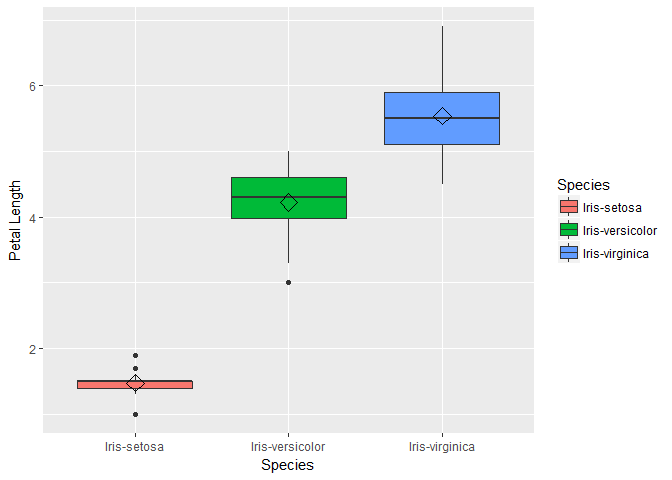 Petal Length
6
4
2
Iris-setosa
Iris-versicolor
Iris-virginica
Species
Species
Iris-setosa
Iris-versicolor
Iris-virginica